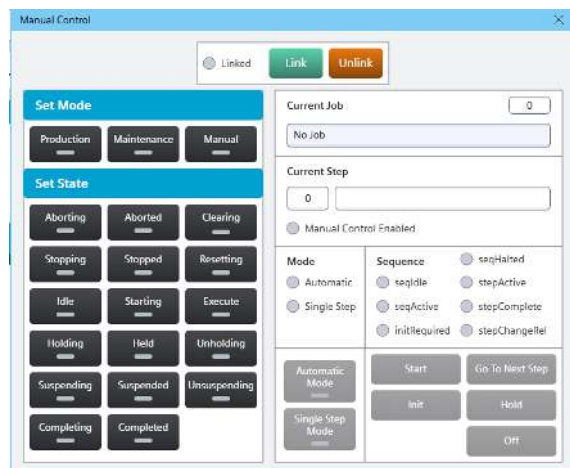 Manual Control
Linked
Link
Unlink
Set Mode
Production
Maintenance
Manual
Set State
Aborting
Aborted
Clearing
Stopping
Stopped
Resetting
Idle
Starting
Execute
Holding
Held
Unholding
Suspending
Suspended
Unsuspending
Completing
Completed
Current Job
0
No Job
Current Step
0
Manual Control Enabled
Mode
Automatic
Single Step
Sequence
seqIdle
seqActive
initRequired
seqHalted
stepActive
stepComplete
stepChangeRel
Automatic
Mode
Single Step
Mode
Start
Go To Next Step
Init
Hold
Off